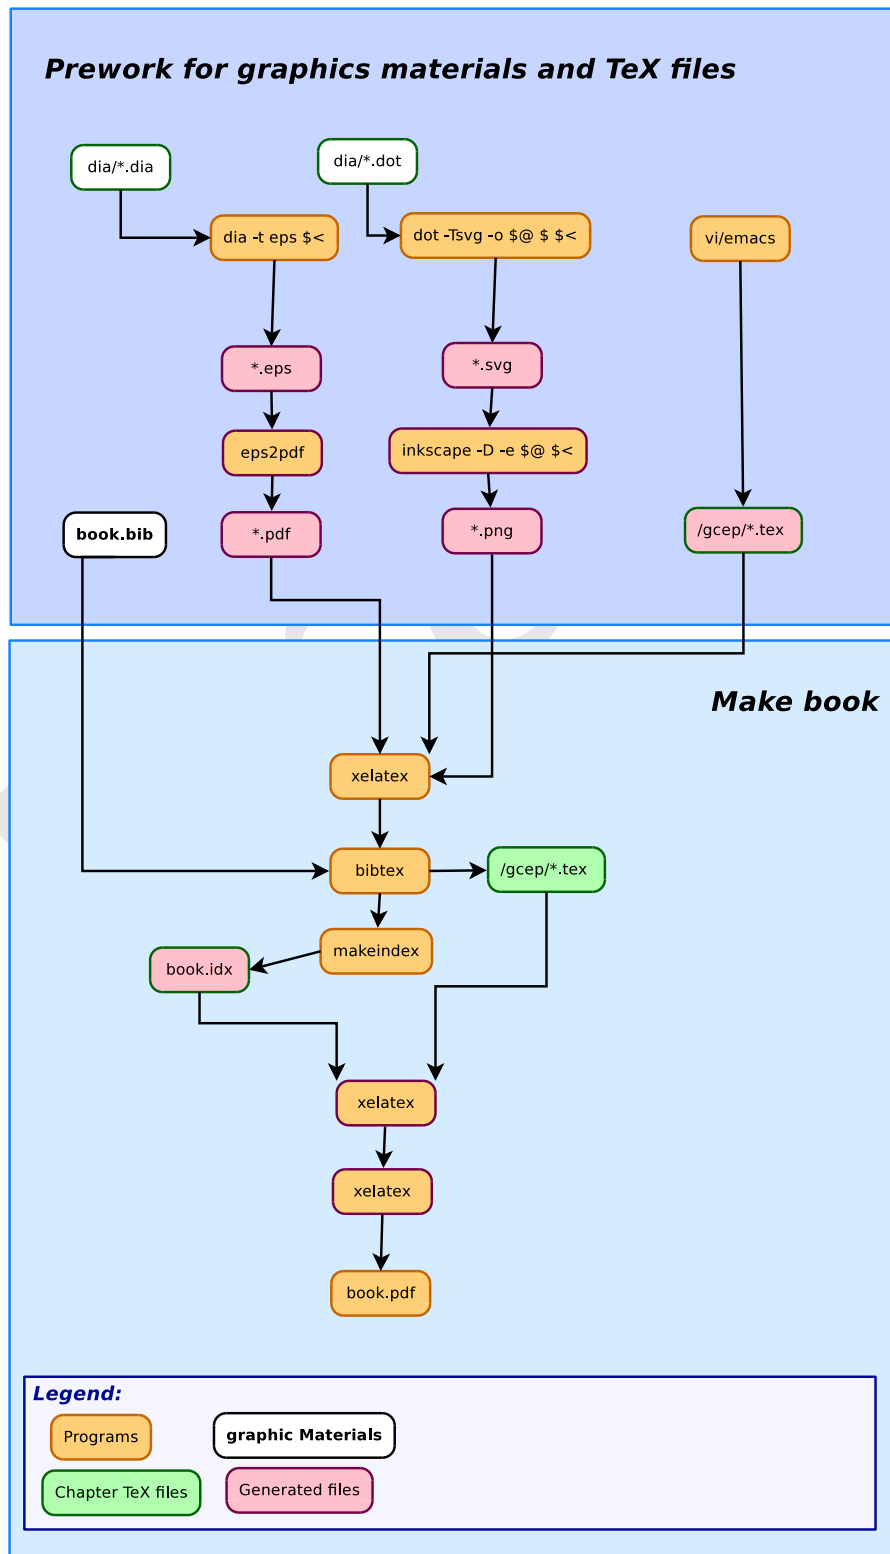 Prework for graphics materials and TeX files
dia/*.dia
dia/*.dot
dia -t eps $<
dot -Tsvg -o $@ $ $<
vi/emacs
*.eps
*.svg
eps2pdf
inkscape -D -e $@ $<
book.bib
*.pdf
*.png
/gcep/*.tex
Make book
xelatex
bibtex
/gcep/*.tex
makeindex
book.idx
xelatex
xelatex
book.pdf
Legend:
Programs
graphic Materials
Chapter TeX files
Generated files